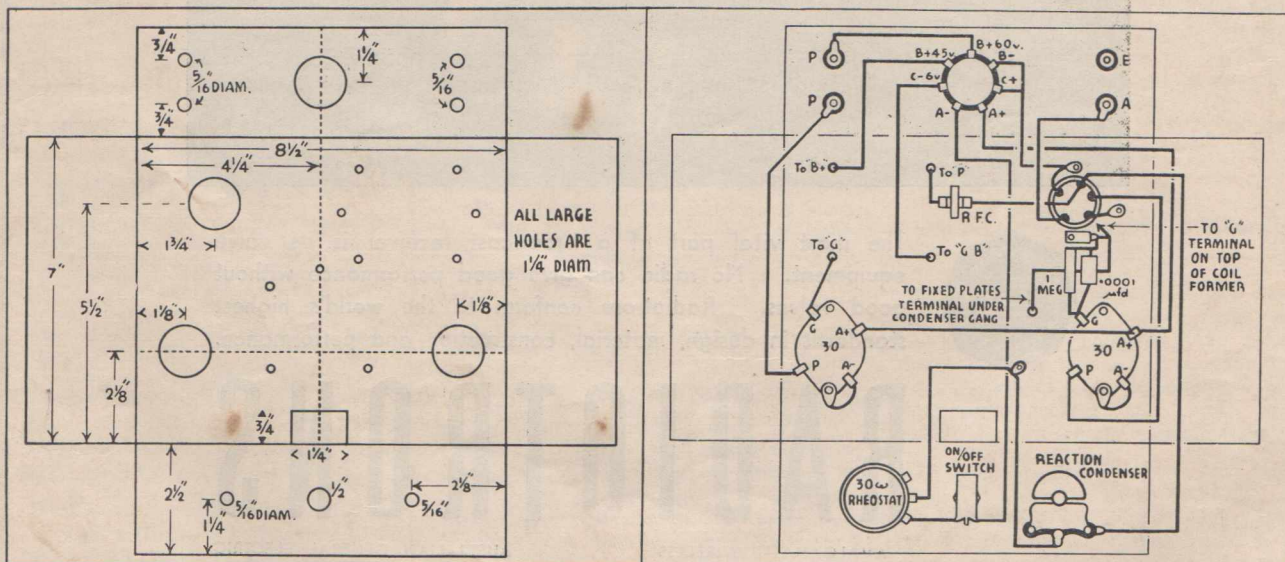 3/4"
5/16" DIAM.
3/4"
1 1/4"
5/16"
8 1/2"
4 1/4"
7"
5 1/2"
1 3/4"
1 1/8"
1 1/8"
2 1/8"
3/4"
1 1/4"
ALL LARGE
HOLES ARE
1 1/4" DIAM
2 1/2"
1 1/4"
5/16" DIAM.
1/2"
5/16"
2 1/8"
P
P
B+60v.
B+45v
B-
C-6v
C+
A-
A+
E
A
To B+
To P
R.F.C.
To G
To "G B"
TO "G"
TERMINAL
ON TOP
OF COIL
FORMER
TO FIXED PLATES
TERMINAL UNDER
CONDENSER GANG
1
MEG
.0001
µfd
G
A+
30
P
A-
G
A+
30
P
A-
30ω
RHEOSTAT
ON/OFF
SWITCH
REACTION
CONDENSER